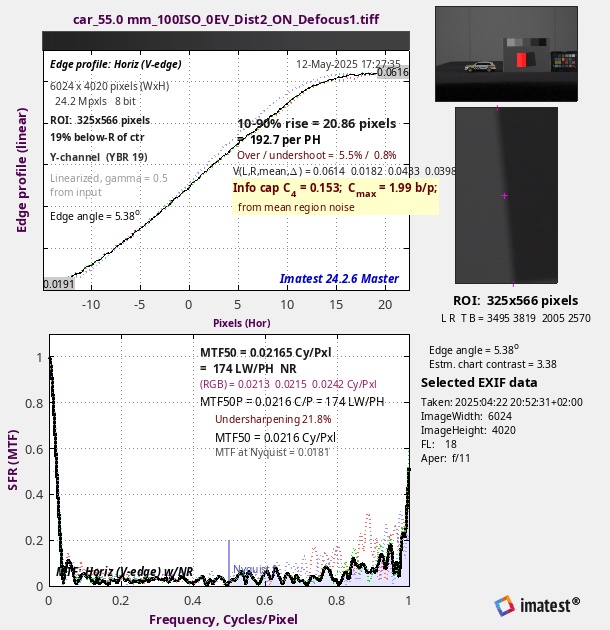 car_55.0 mm_100ISO_0EV_Dist2_ON_Defocus1.tiff
Edge profile: Horiz (V-edge)
12-May-2025 17:27:35
0.0616
6024 x 4020 pixels (WxH)
24.2 Mpxls   8 bit
ROI:  325x566 pixels
19% below-R of ctr
Y-channel  (YBR 19)
Linearized, gamma = 0.5
from input
Edge angle = 5.38°
10-90% rise = 20.86 pixels
=  192.7 per PH
Over / undershoot =  5.5% /  0.8%
V(L,R,mean,Δ) = 0.0614  0.0182  0.0433  0.0398
Info cap C4 = 0.153;  Cmax = 1.99 b/p;
from mean region noise
Imatest 24.2.6 Master
0.0191
Edge profile (linear)
-10 -5 0 5 10 15 20
Pixels (Hor)
ROI:  325x566 pixels
L R  T B = 3495 3819  2005 2570
MTF50 = 0.02165 Cy/Pxl
=  174 LW/PH  NR
(RGB) = 0.0213  0.0215  0.0242 Cy/Pxl
MTF50P = 0.0216 C/P = 174 LW/PH
Undersharpening 21.8%
MTF50 = 0.0216 Cy/Pxl
MTF at Nyquist = 0.0181
MTF: Horiz (V-edge) w/NR
Nyquist f
SFR (MTF)
1
0.8
0.6
0.4
0.2
0
0 0.2 0.4 0.6 0.8 1
Frequency, Cycles/Pixel
Edge angle = 5.38°
Estm. chart contrast = 3.38
Selected EXIF data
Taken: 2025:04:22 20:52:31+02:00
ImageWidth:  6024
ImageHeight:  4020
FL:   18
Aper:  f/11
imatest®